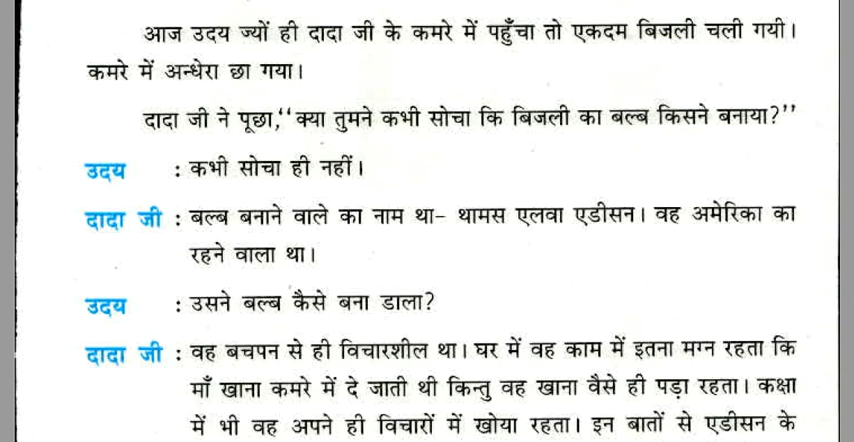 आज उदय ज्यों ही दादा जी के कमरे में पहुँचा तो एकदम बिजली चली गयी।
कमरे में अन्धेरा छा गया।
दादा जी ने पूछा,‘‘क्या तुमने कभी सोचा कि बिजली का बल्ब किसने बनाया?’’
उदय : कभी सोचा ही नहीं।
दादा जी : बल्ब बनाने वाले का नाम था- थामस एलवा एडीसन। वह अमेरिका का
रहने वाला था।
उदय : उसने बल्ब कैसे बना डाला?
दादा जी : वह बचपन से ही विचारशील था। घर में वह काम में इतना मग्न रहता कि
माँ खाना कमरे में दे जाती थी किन्तु वह खाना वैसे ही पड़ा रहता। कक्षा
में भी वह अपने ही विचारों में खोया रहता। इन बातों से एडीसन के